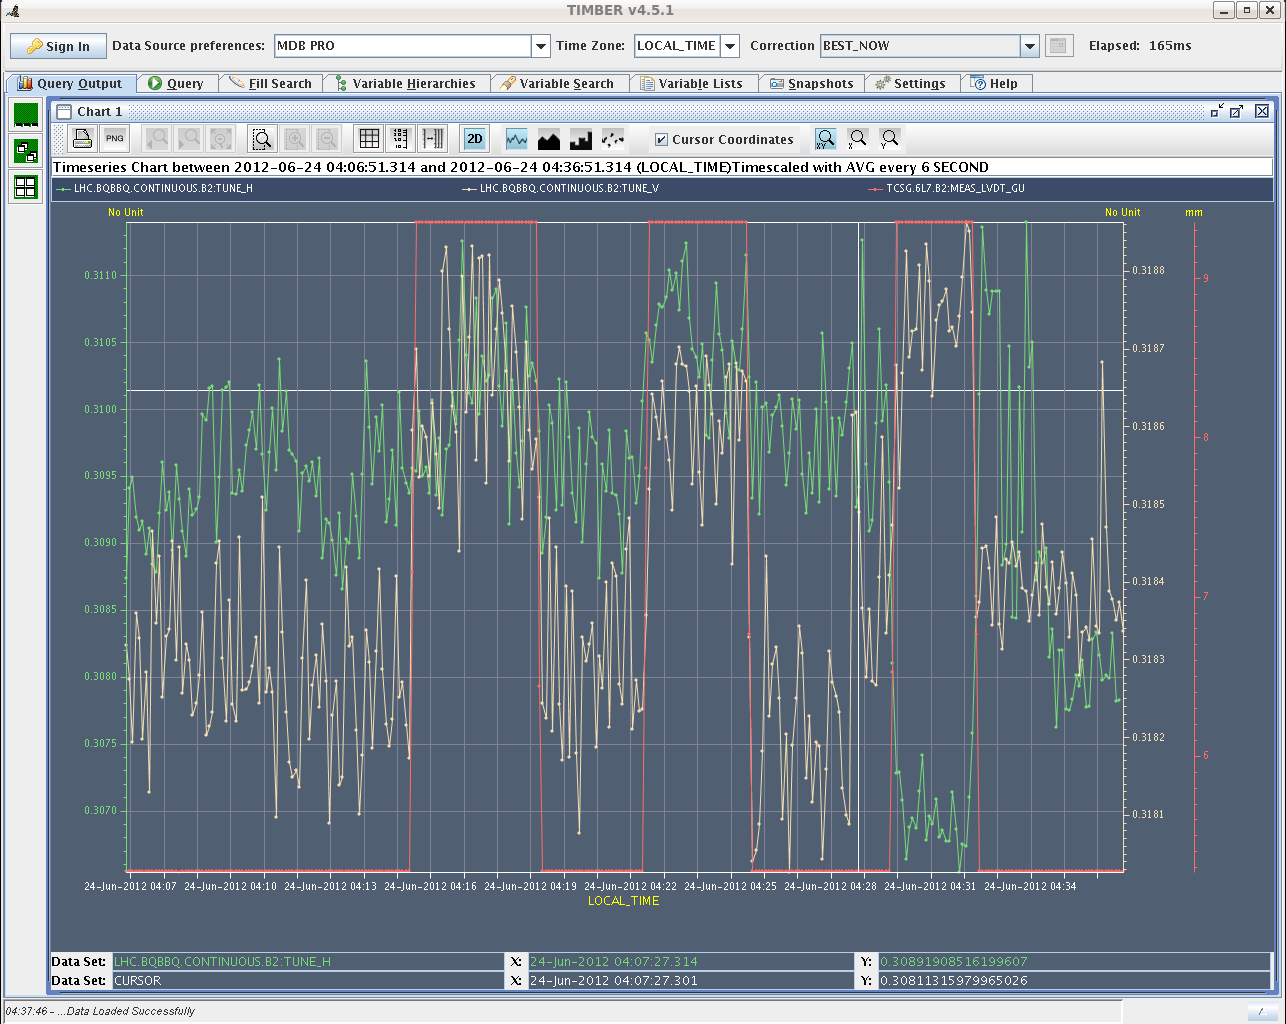 TIMBER v4.5.1
Sign In Data Source preferences: MDB PRO Time Zone: LOCAL_TIME Correction BEST_NOW Elapsed: 165ms
Query Output Query Fill Search Variable Hierarchies Variable Search Variable Lists Snapshots Settings Help
Chart 1
PNG 2D Cursor Coordinates XY X Y
Timeseries Chart between 2012-06-24 04:06:51.314 and 2012-06-24 04:36:51.314 (LOCAL_TIME)Timescaled with AVG every 6 SECOND
LHC.BQBBQ.CONTINUOUS.B2:TUNE_H LHC.BQBBQ.CONTINUOUS.B2:TUNE_V TCSG.6L7.B2:MEAS_LVDT_GU
No Unit No Unit mm
0.3110 0.3188 9
0.3105 0.3187
0.3100 0.3186 8
0.3095 0.3185
0.3090 0.3184
0.3085 7
0.3080 0.3183
0.3075 0.3182 6
0.3070 0.3181
24-Jun-2012 04:07 24-Jun-2012 04:10 24-Jun-2012 04:13 24-Jun-2012 04:16 24-Jun-2012 04:19 24-Jun-2012 04:22 24-Jun-2012 04:25 24-Jun-2012 04:28 24-Jun-2012 04:31 24-Jun-2012 04:34
LOCAL_TIME
Data Set: LHC.BQBBQ.CONTINUOUS.B2:TUNE_H X: 24-Jun-2012 04:07:27.314 Y: 0.30891908516199607
Data Set: CURSOR X: 24-Jun-2012 04:07:27.301 Y: 0.30811315979965026
04:37:46 - ...Data Loaded Successfully